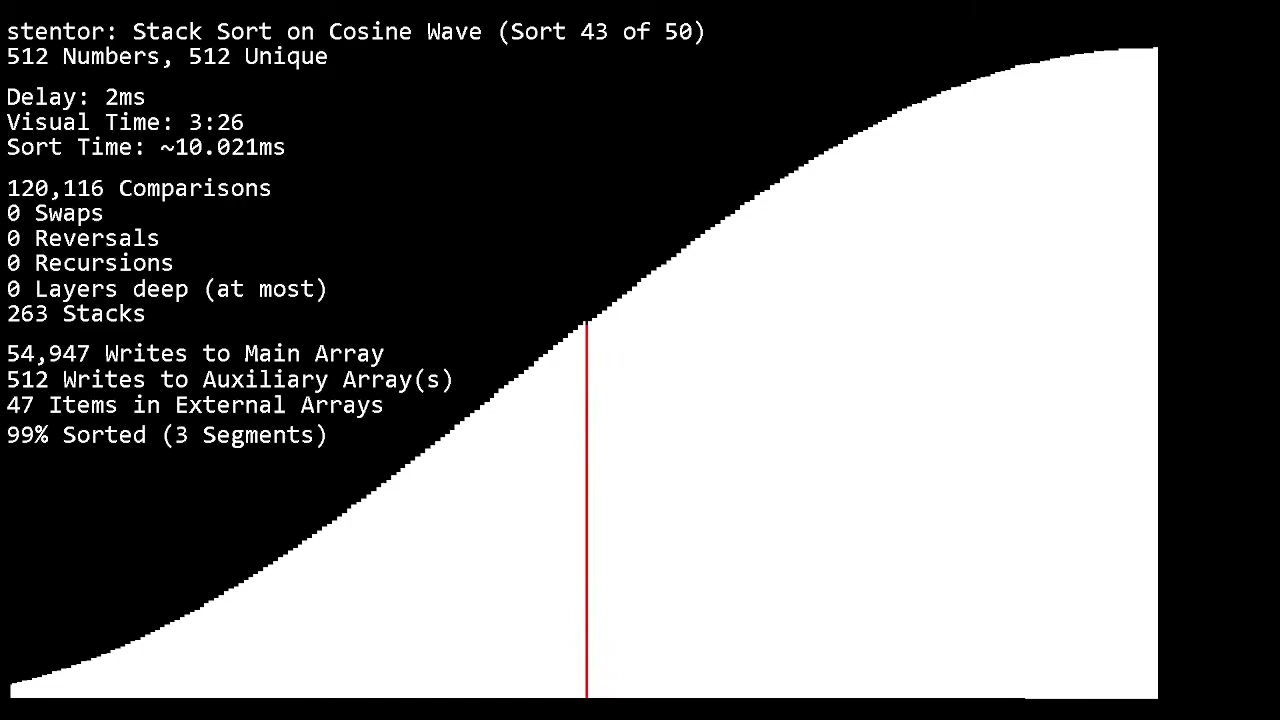 stentor: Stack Sort on Cosine Wave (Sort 43 of 50)
512 Numbers, 512 Unique
Delay: 2ms
Visual Time: 3:26
Sort Time: ~10.021ms
120,116 Comparisons
0 Swaps
0 Reversals
0 Recursions
0 Layers deep (at most)
263 Stacks
54,947 Writes to Main Array
512 Writes to Auxiliary Array(s)
47 Items in External Arrays
99% Sorted (3 Segments)